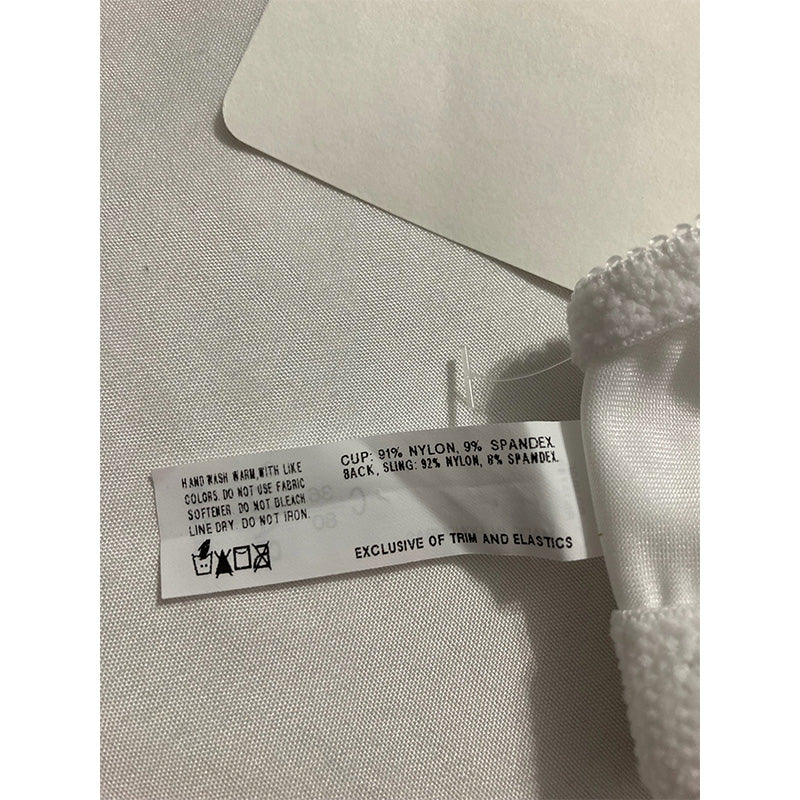 HAND WASH WARM, WITH LIKE
COLORS. DO NOT USE FABRIC
SOFTENER. DO NOT BLEACH
LINE DRY. DO NOT IRON.
CUP: 91% NYLON, 9% SPANDEX.
BACK, SLING: 92% NYLON, 8% SPANDEX.
EXCLUSIVE OF TRIM AND ELASTICS